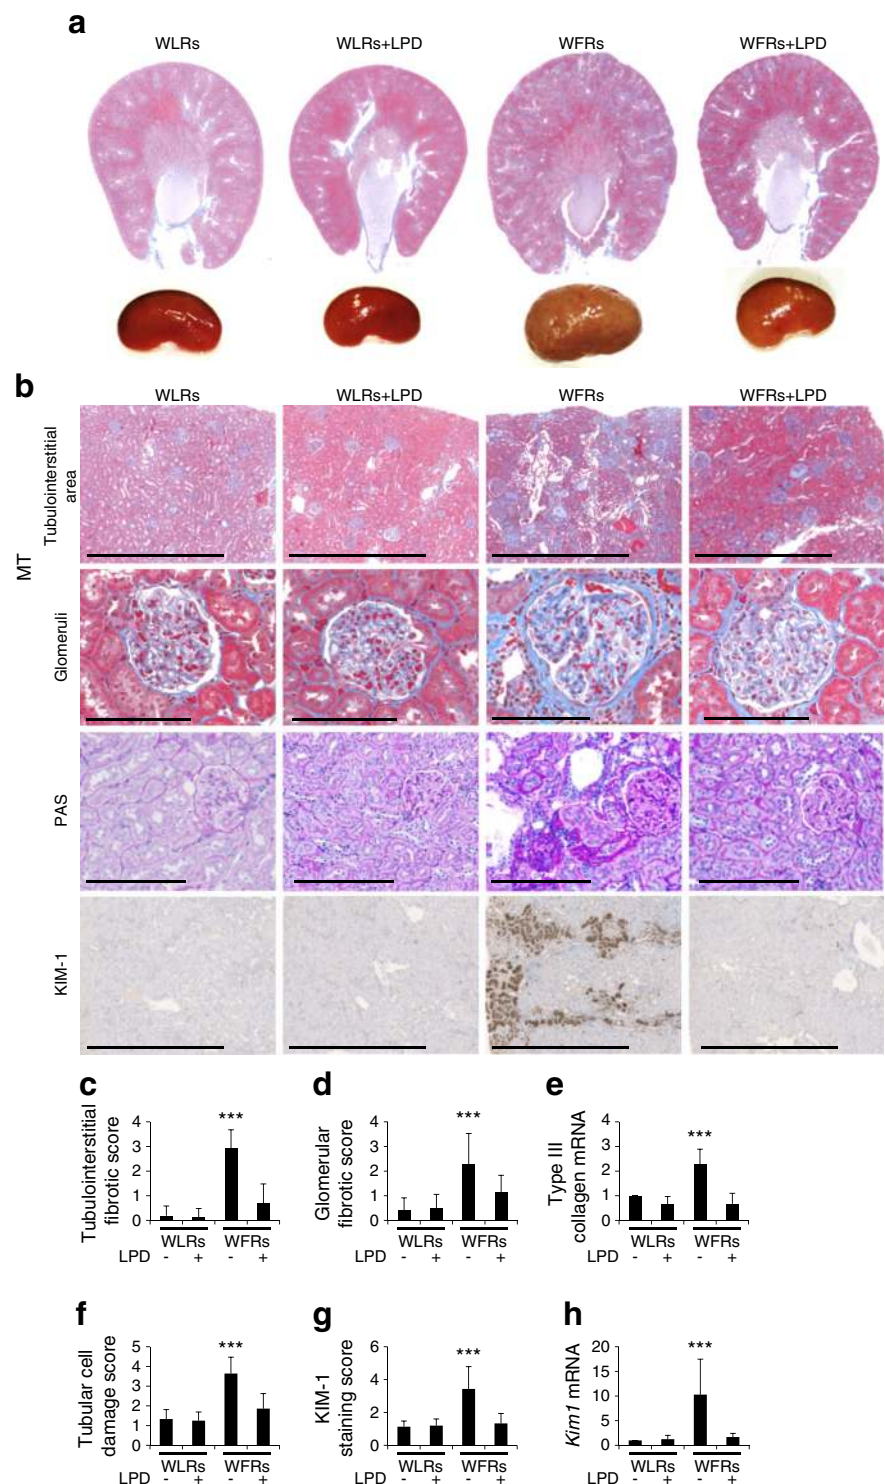 a
WLRs WLRs+LPD WFRs WFRs+LPD
b
WLRs WLRs+LPD WFRs WFRs+LPD
MT
Tubulointerstitial
area
Glomeruli
PAS
KIM-1
c
Tubulointerstitial
fibrotic score
4
3
2
1
0
***
WLRs WFRs
LPD - + - +
d
Glomerular
fibrotic score
4
3
2
1
0
***
WLRs WFRs
- + - +
e
Type III
collagen mRNA
4
3
2
1
0
***
WLRs WFRs
- + - +
f
Tubular cell
damage score
5
4
3
2
1
0
***
WLRs WFRs
LPD - + - +
g
KIM-1
staining score
6
4
2
0
***
WLRs WFRs
LPD - + - +
h
Kim1 mRNA
20
15
10
5
0
***
WLRs WFRs
LPD - + - +